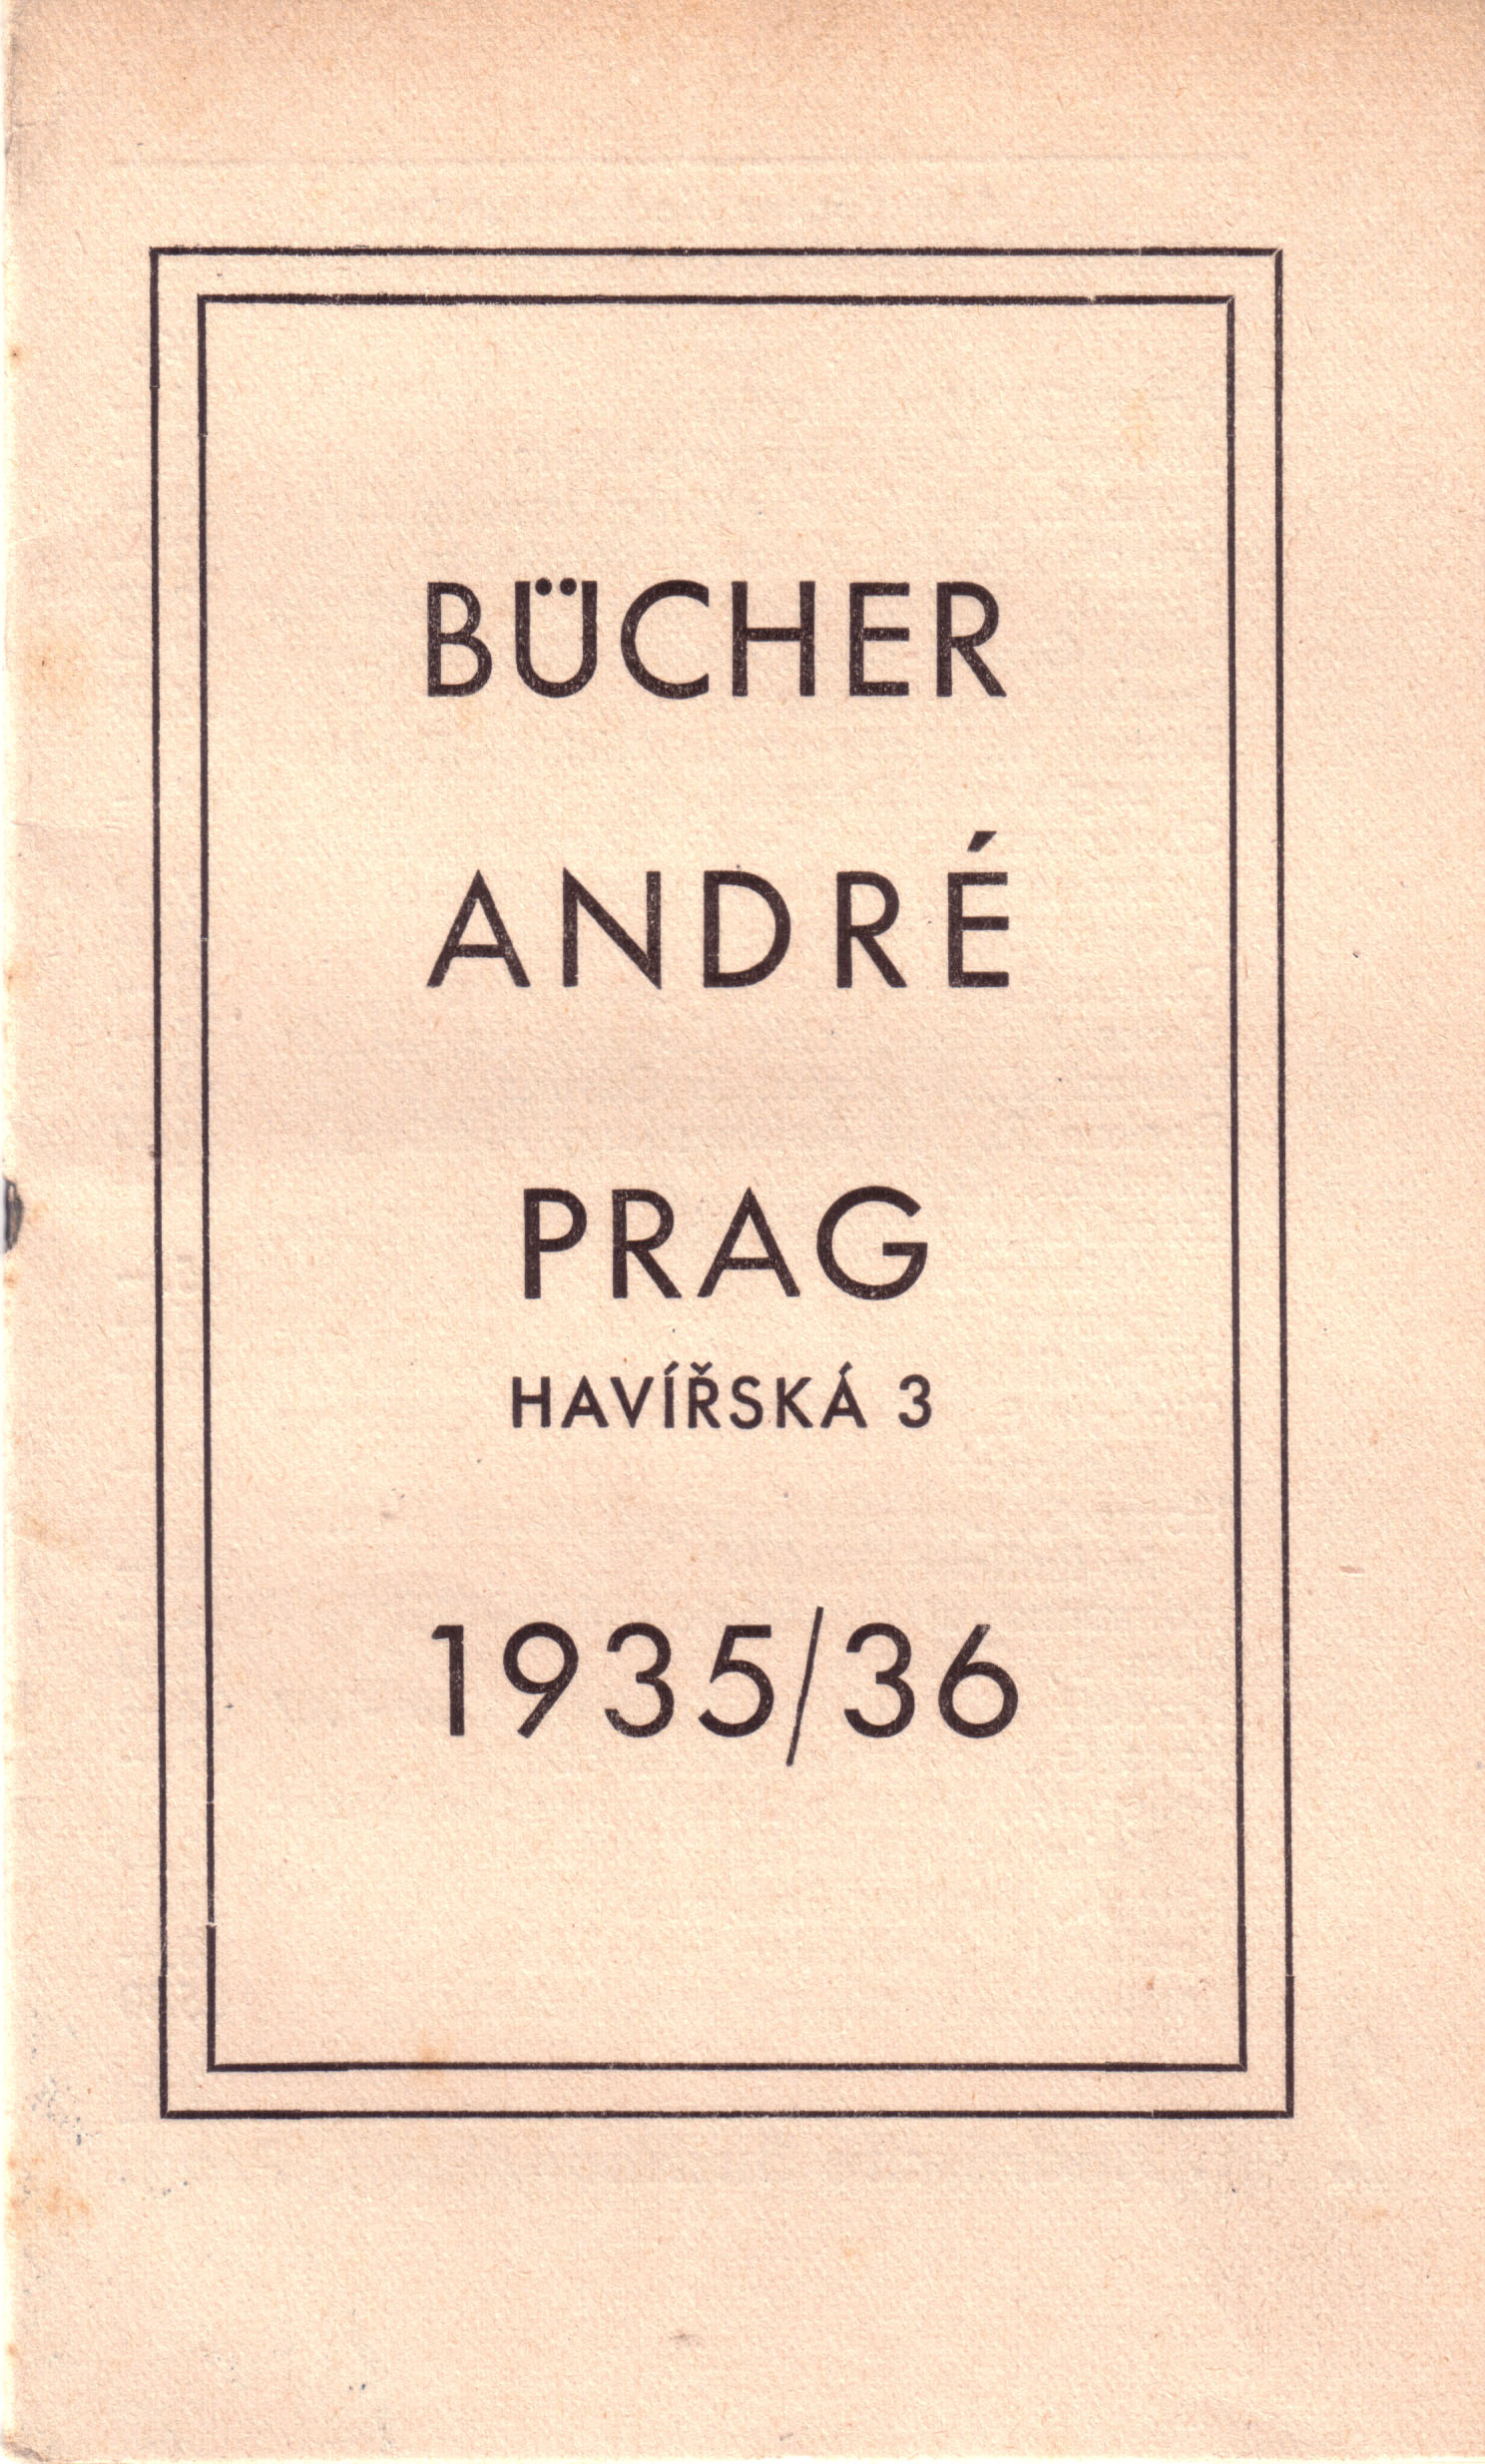 BÜCHER
ANDRÉ
PRAG
HAVÍŘSKÁ 3
1935/36